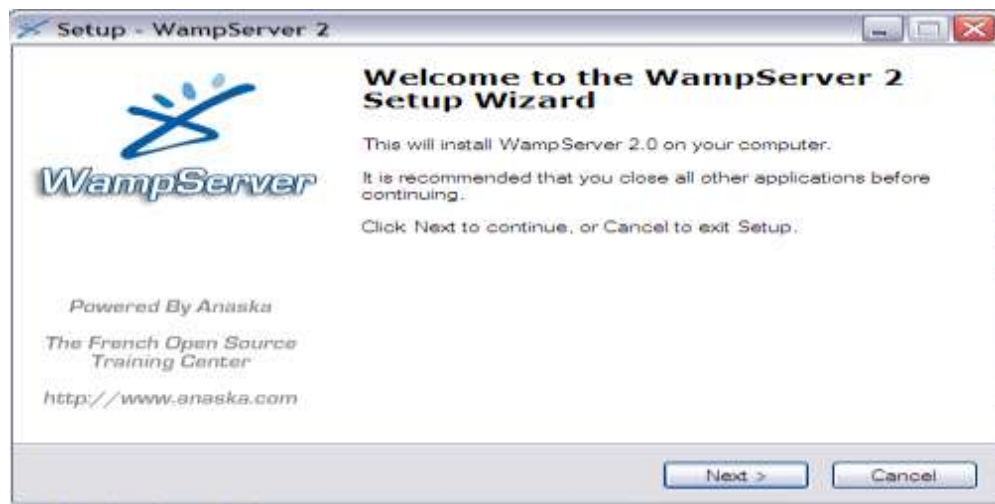 Setup - WampServer 2
WampServer
Powered By Anaska
The French Open Source
Training Center
http://www.anaska.com
Welcome to the WampServer 2
Setup Wizard
This will install WampServer 2.0 on your computer.
It is recommended that you close all other applications before
continuing.
Click Next to continue, or Cancel to exit Setup.
Next >
Cancel